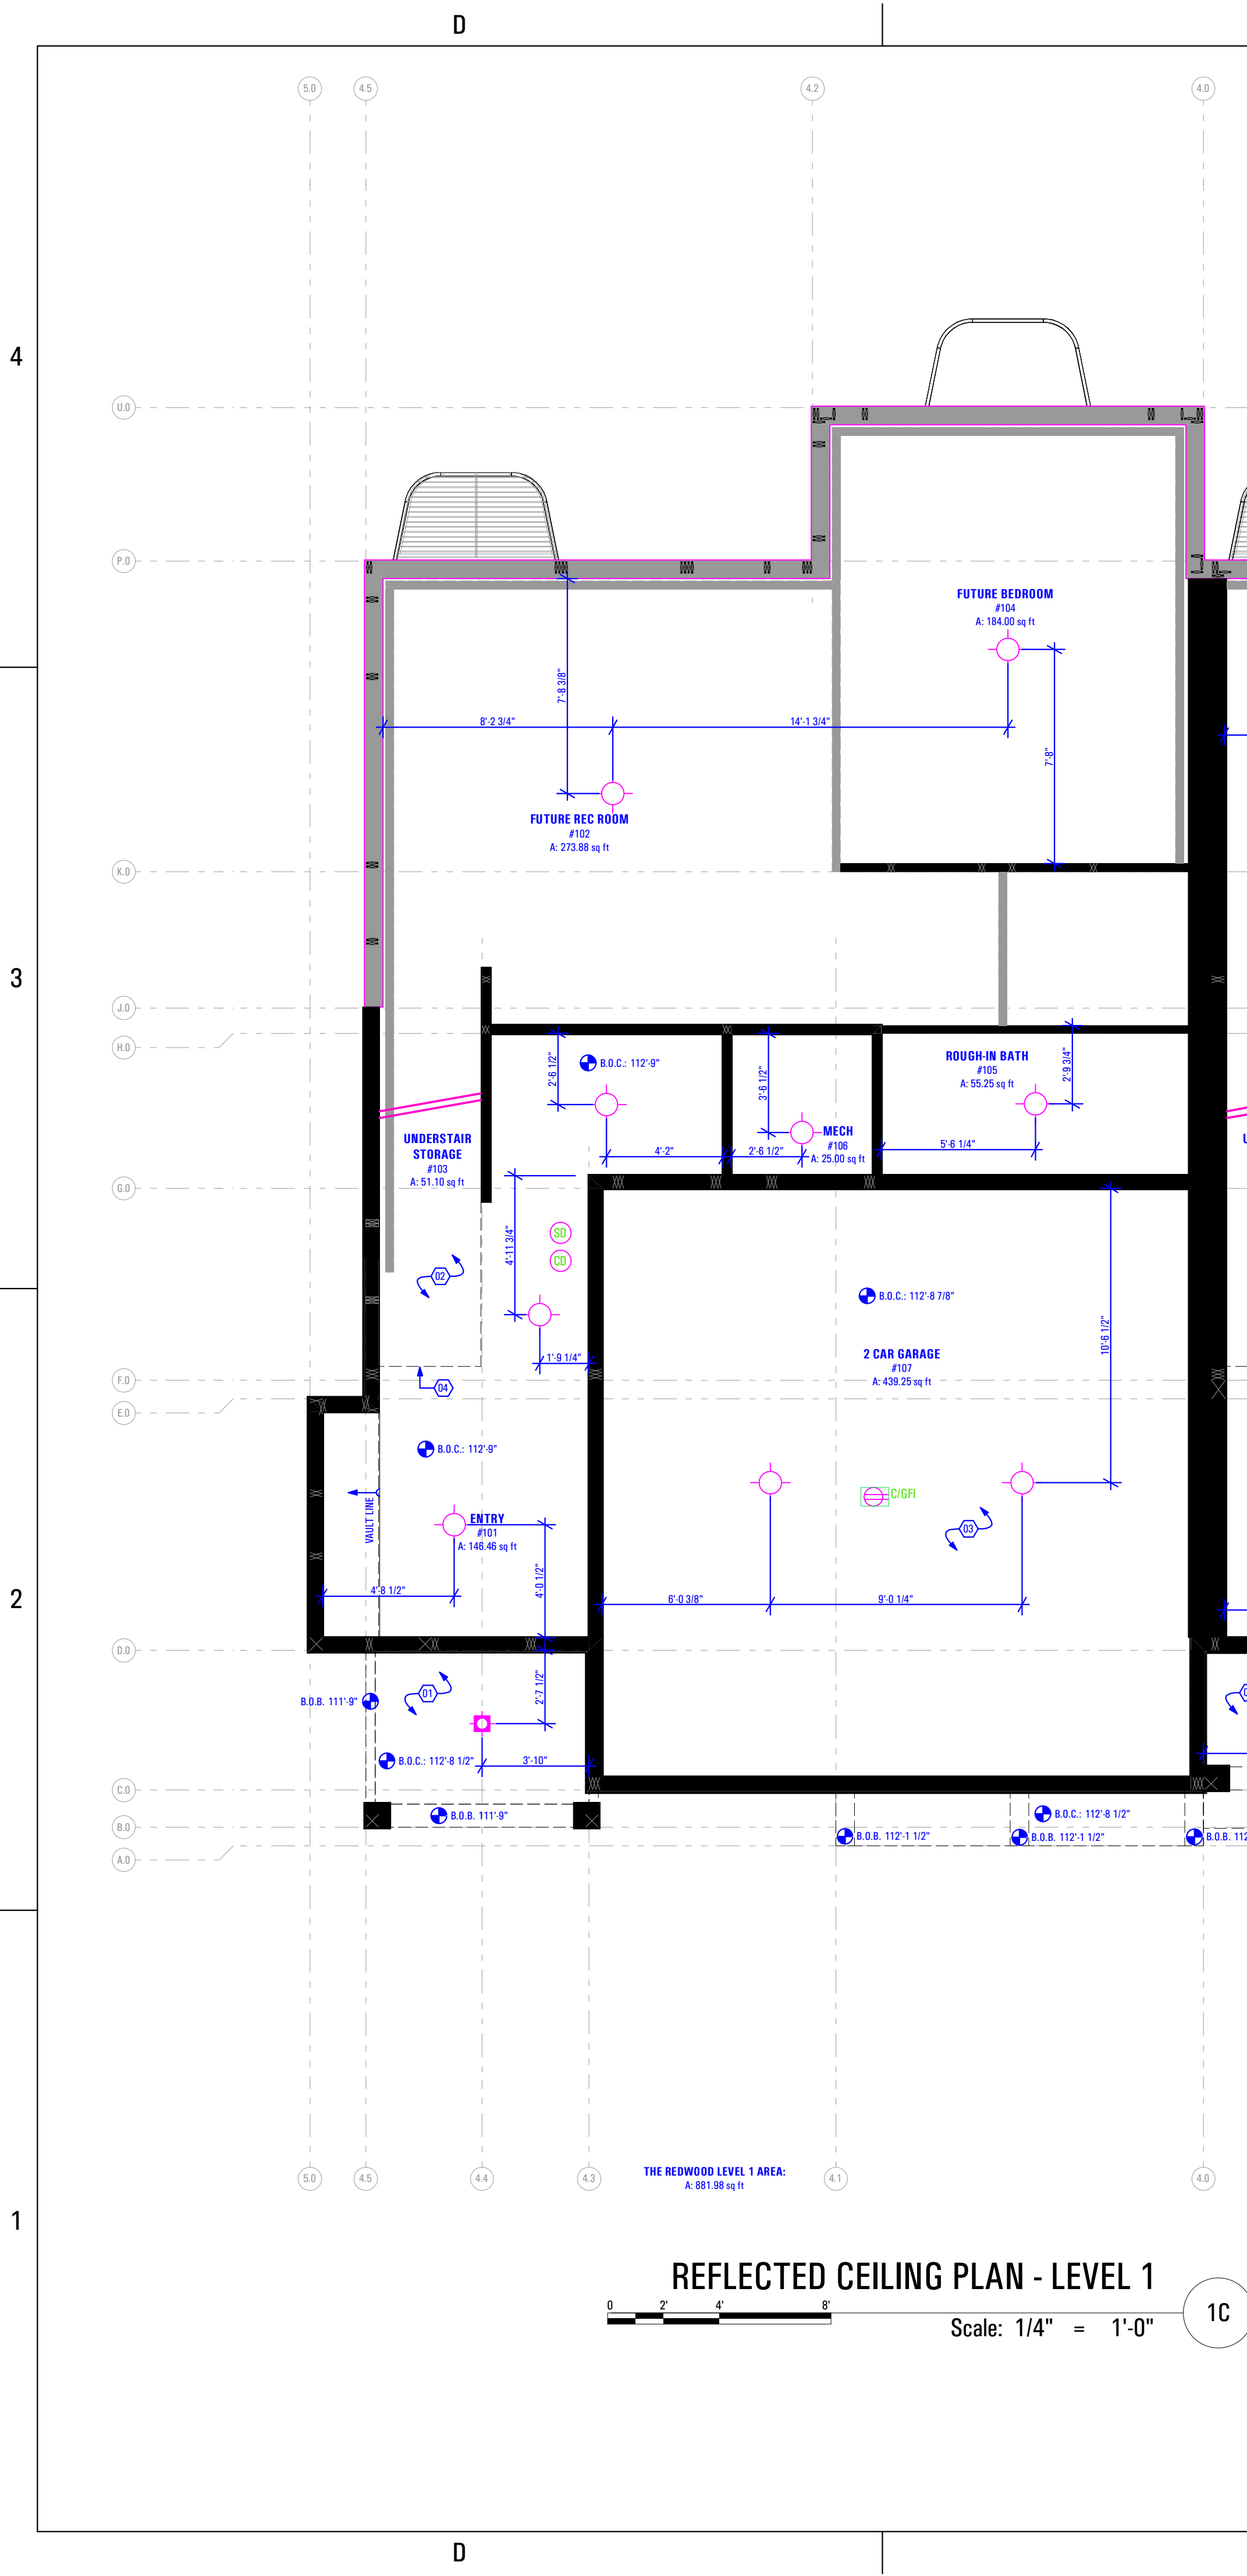 D
5.0
4.5
4.2
4.0
4
U.0
P.0
FUTURE BEDROOM
#104
A: 184.00 sq ft
7'-8 3/8"
8'-2 3/4"
14'-1 3/4"
7'-8"
FUTURE REC ROOM
#102
A: 273.88 sq ft
K.0
3
J.0
H.0
2'-6 1/2"
B.O.C.: 112'-9"
3'-6 1/2"
ROUGH-IN BATH
#105
A: 55.25 sq ft
2'-9 3/4"
UNDERSTAIR
STORAGE
#103
A: 51.10 sq ft
4'-2"
2'-6 1/2"
MECH
#106
A: 25.00 sq ft
5'-6 1/4"
G.0
4'-11 3/4"
SD
CD
02
B.O.C.: 112'-8 7/8"
1'-9 1/4"
10'-6 1/2"
2 CAR GARAGE
#107
A: 439.25 sq ft
F.0
04
E.0
B.O.C.: 112'-9"
VAULT LINE
C/GFI
ENTRY
#101
A: 146.46 sq ft
03
4'-8 1/2"
4'-0 1/2"
6'-0 3/8"
9'-0 1/4"
2
D.0
01
2'-7 1/2"
B.O.B. 111'-9"
B.O.C.: 112'-8 1/2"
3'-10"
C.0
B.O.B. 111'-9"
B.O.C.: 112'-8 1/2"
B.0
B.O.B. 112'-1 1/2"
B.O.B. 112'-1 1/2"
B.O.B. 112
A.0
5.0
4.5
4.4
4.3
4.1
4.0
THE REDWOOD LEVEL 1 AREA:
A: 881.98 sq ft
1
REFLECTED CEILING PLAN - LEVEL 1
0 2' 4' 8'
Scale: 1/4" = 1'-0"
1C
D